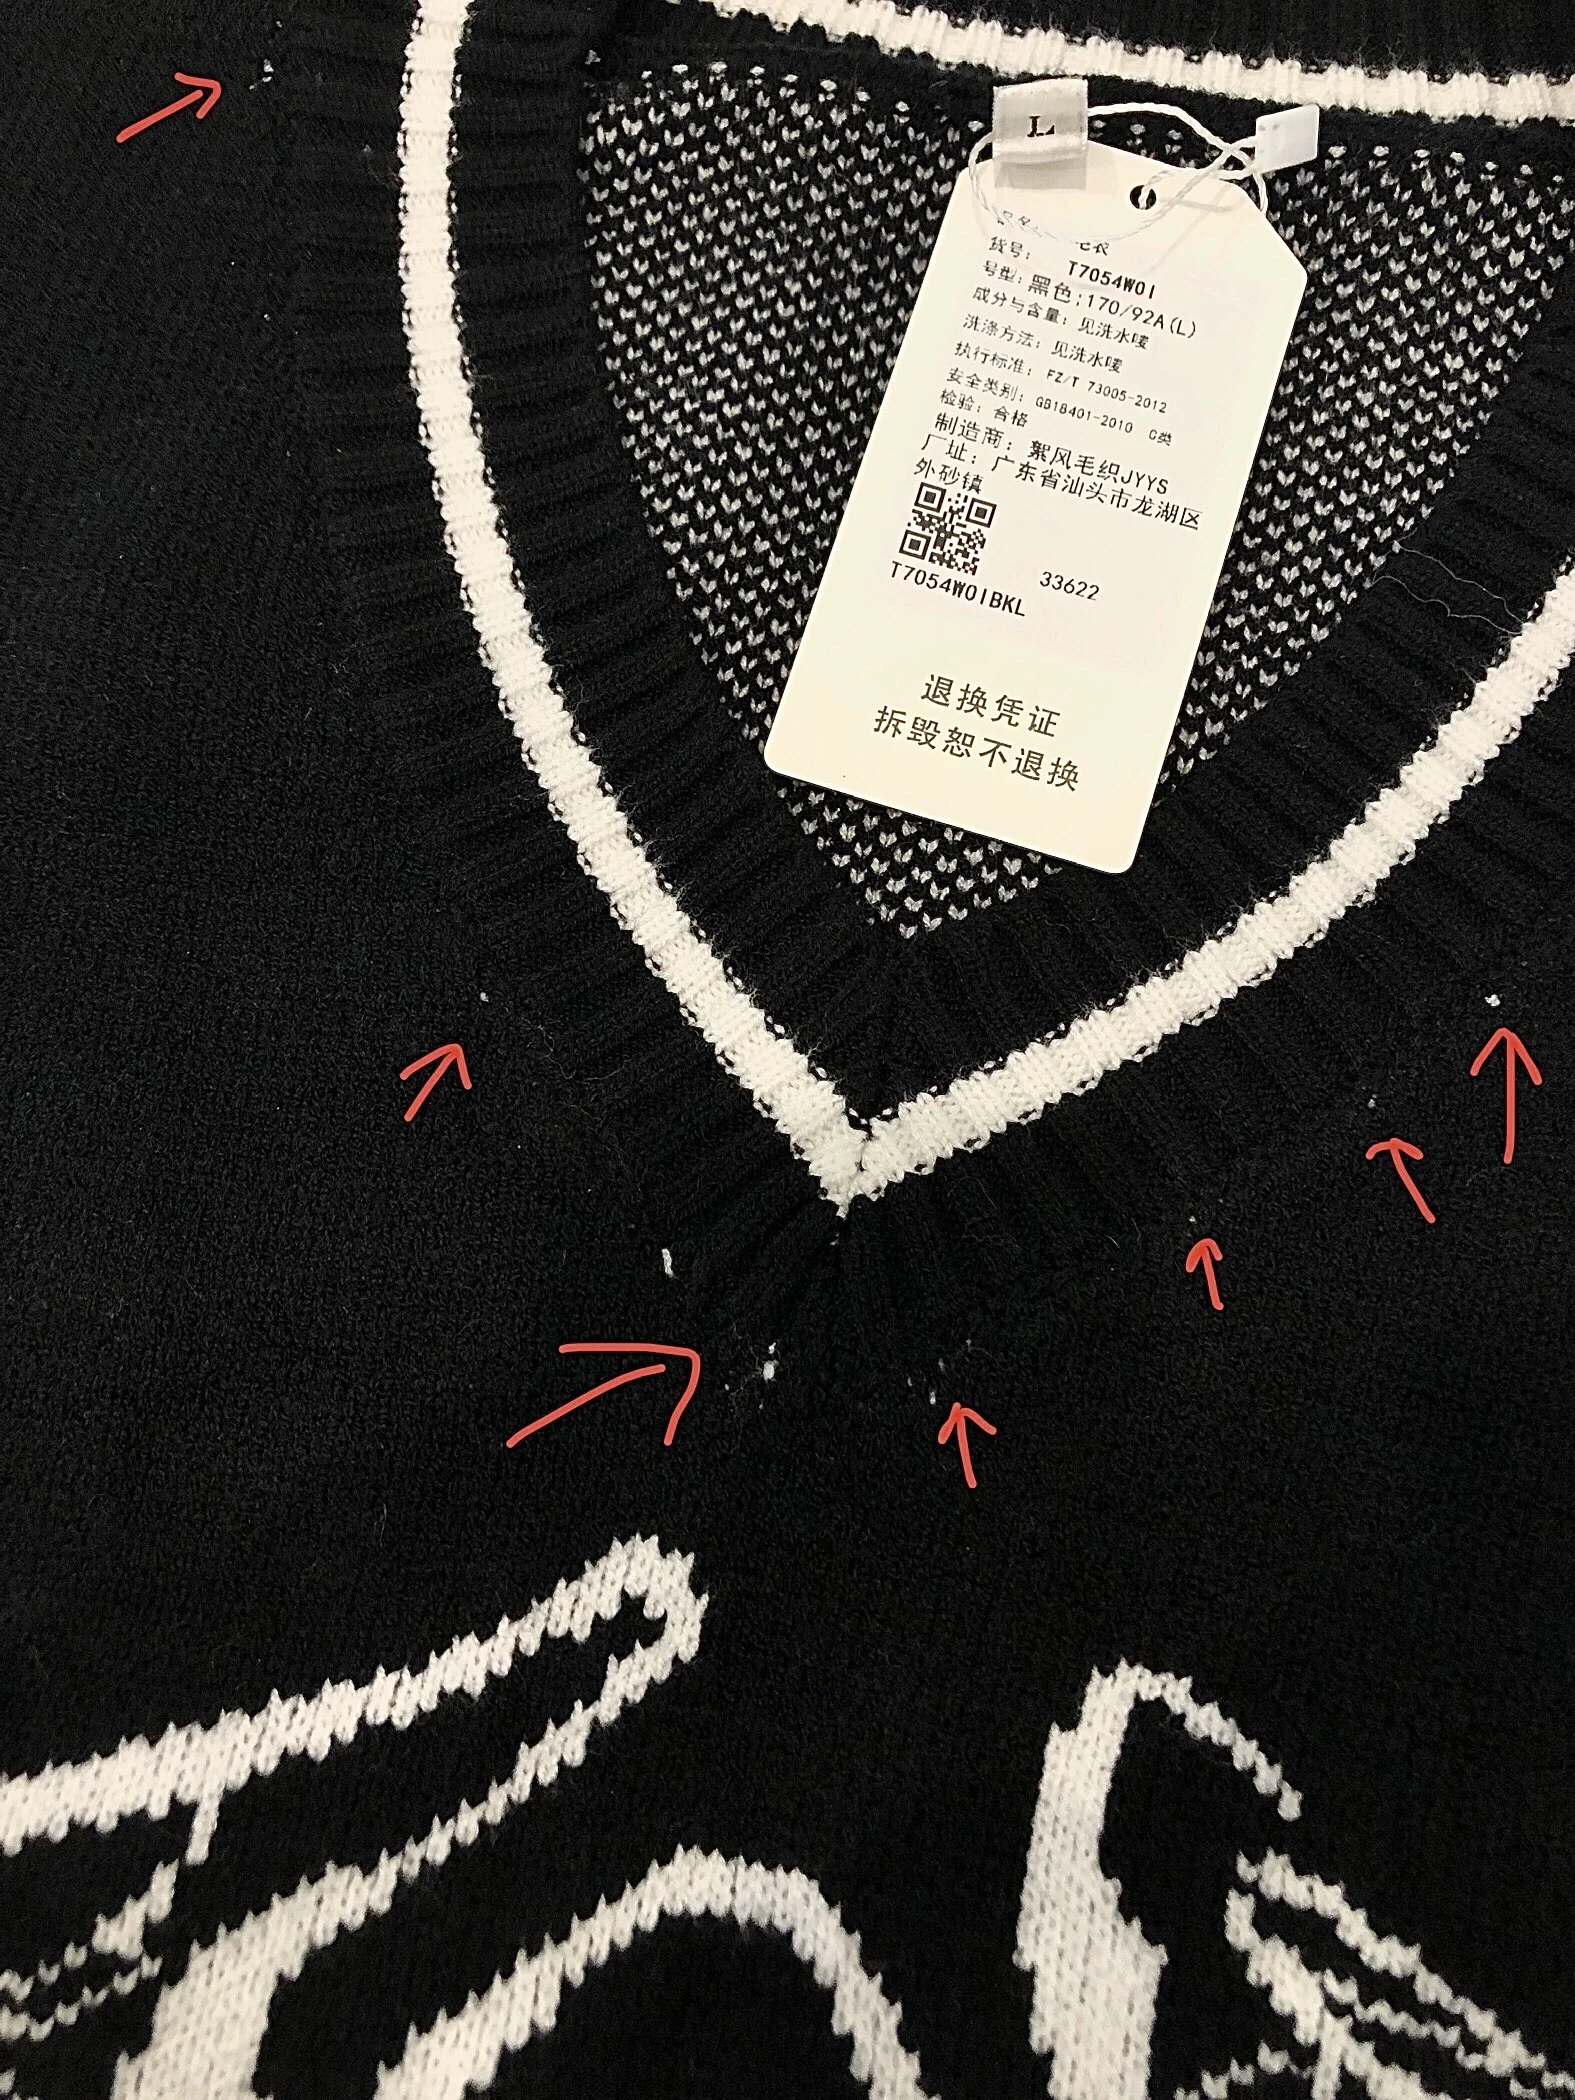 L
毛衣
货号: T7054W01
号型: 黑色;170/92A(L)
成分与含量: 见洗水唛
洗涤方法: 见洗水唛
执行标准: FZ/T 73005-2012
安全类别: GB18401-2010 C类
检验: 合格
制造商: 絮风毛织JYYS
厂址: 广东省汕头市龙湖区
外砂镇
33622
T7054W01BKL
退换凭证
拆毁恕不退换